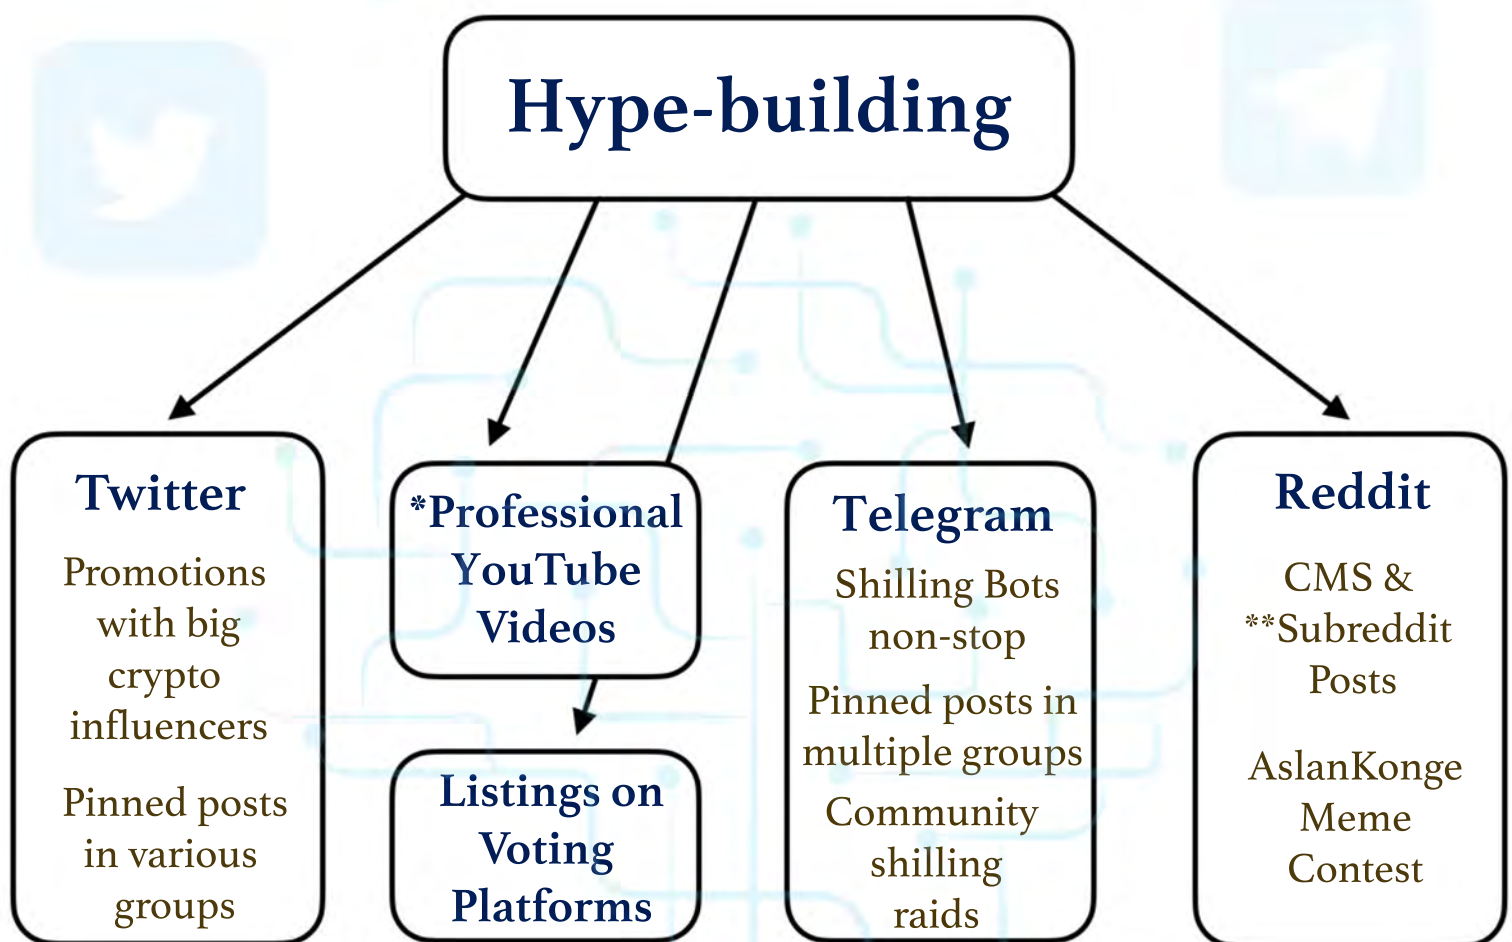 Hype-building
Twitter
Promotions
with big
crypto
influencers
Pinned posts
in various
groups
*Professional
YouTube
Videos
Listings on
Voting
Platforms
Telegram
Shilling Bots
non-stop
Pinned posts in
multiple groups
Community
shilling
raids
Reddit
CMS &
**Subreddit
Posts
AslanKonge
Meme
Contest